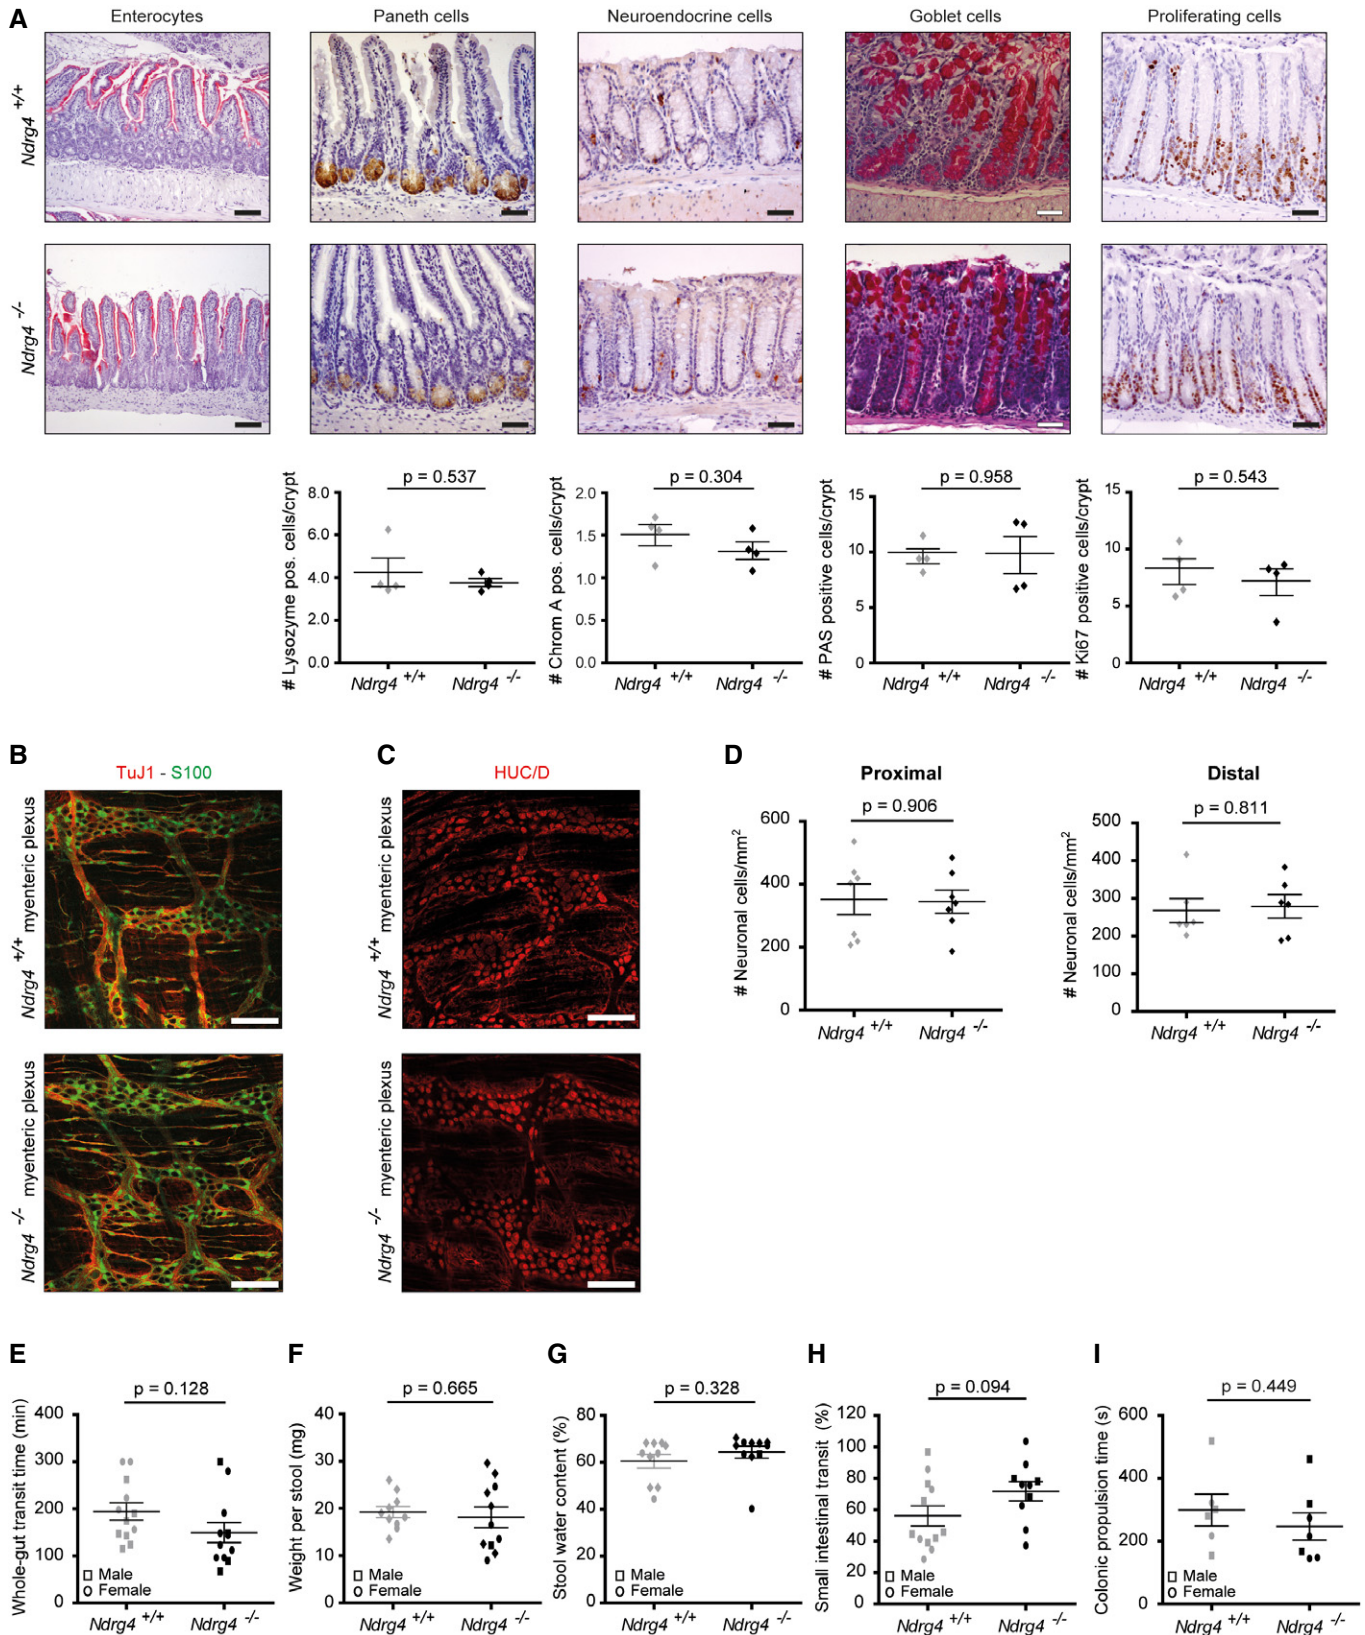 A
Enterocytes
Paneth cells
Neuroendocrine cells
Goblet cells
Proliferating cells
Ndrg4 +/+
Ndrg4 -/-
p = 0.537
# Lysozyme pos. cells/crypt
8.0
6.0
4.0
2.0
0.0
Ndrg4 +/+
Ndrg4 -/-
p = 0.304
# Chrom A pos. cells/crypt
2.0
1.5
1.0
0.5
0.0
Ndrg4 +/+
Ndrg4 -/-
p = 0.958
# PAS positive cells/crypt
15
10
5
0
Ndrg4 +/+
Ndrg4 -/-
p = 0.543
# Ki67 positive cells/crypt
15
10
5
0
Ndrg4 +/+
Ndrg4 -/-
B
TuJ1 - S100
Ndrg4 +/+ myenteric plexus
Ndrg4 -/- myenteric plexus
C
HUC/D
Ndrg4 +/+ myenteric plexus
Ndrg4 -/- myenteric plexus
D
Proximal
p = 0.906
# Neuronal cells/mm²
600
400
200
0
Ndrg4 +/+
Ndrg4 -/-
Distal
p = 0.811
# Neuronal cells/mm²
500
400
300
200
100
0
Ndrg4 +/+
Ndrg4 -/-
E
p = 0.128
Whole-gut transit time (min)
400
300
200
100
0
Male
Female
Ndrg4 +/+
Ndrg4 -/-
F
p = 0.665
Weight per stool (mg)
40
30
20
10
0
Male
Female
Ndrg4 +/+
Ndrg4 -/-
G
p = 0.328
Stool water content (%)
80
60
40
20
0
Male
Female
Ndrg4 +/+
Ndrg4 -/-
H
p = 0.094
Small intestinal transit (%)
120
100
80
60
40
20
0
Male
Female
Ndrg4 +/+
Ndrg4 -/-
I
p = 0.449
Colonic propulsion time (s)
600
400
200
0
Male
Female
Ndrg4 +/+
Ndrg4 -/-